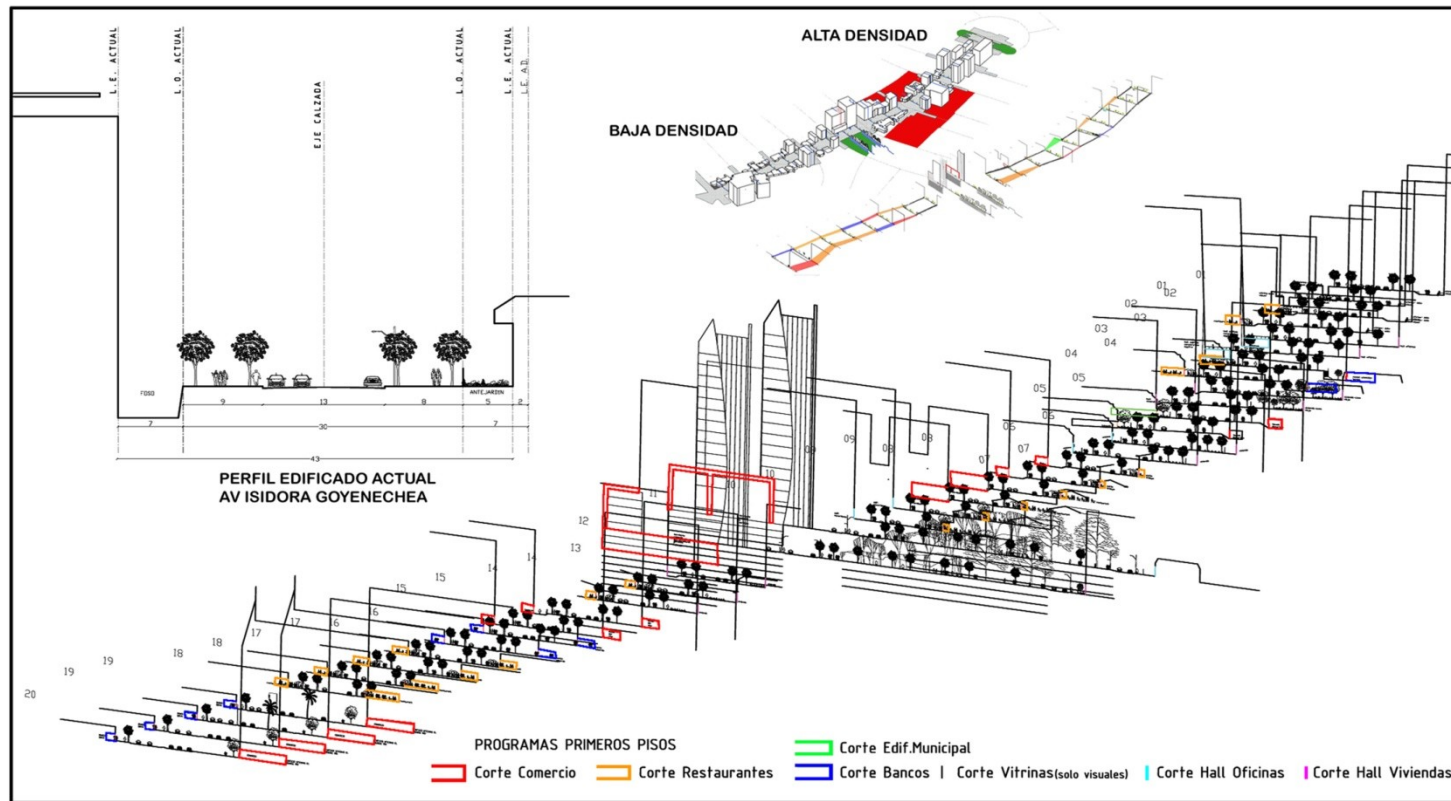 L.E. ACTUAL
L.O. ACTUAL
EJE CALZADA
L.O. ACTUAL
L.E. ACTUAL
L.E A.D.
ALTA DENSIDAD
BAJA DENSIDAD
FOSO
ANTEJARDIN
9
13
8
5
2
7
30
7
43
PERFIL EDIFICADO ACTUAL
AV ISIDORA GOYENECHEA
01
01
02
02
03
03
04
04
05
05
06
06
07
07
08
08
09
09
10
10
11
12
13
14
14
15
15
16
16
17
17
18
18
19
19
20
PROGRAMAS PRIMEROS PISOS
Corte Edif.Municipal
Corte Comercio
Corte Restaurantes
Corte Bancos
Corte Vitrinas(solo visuales)
Corte Hall Oficinas
Corte Hall Viviendas